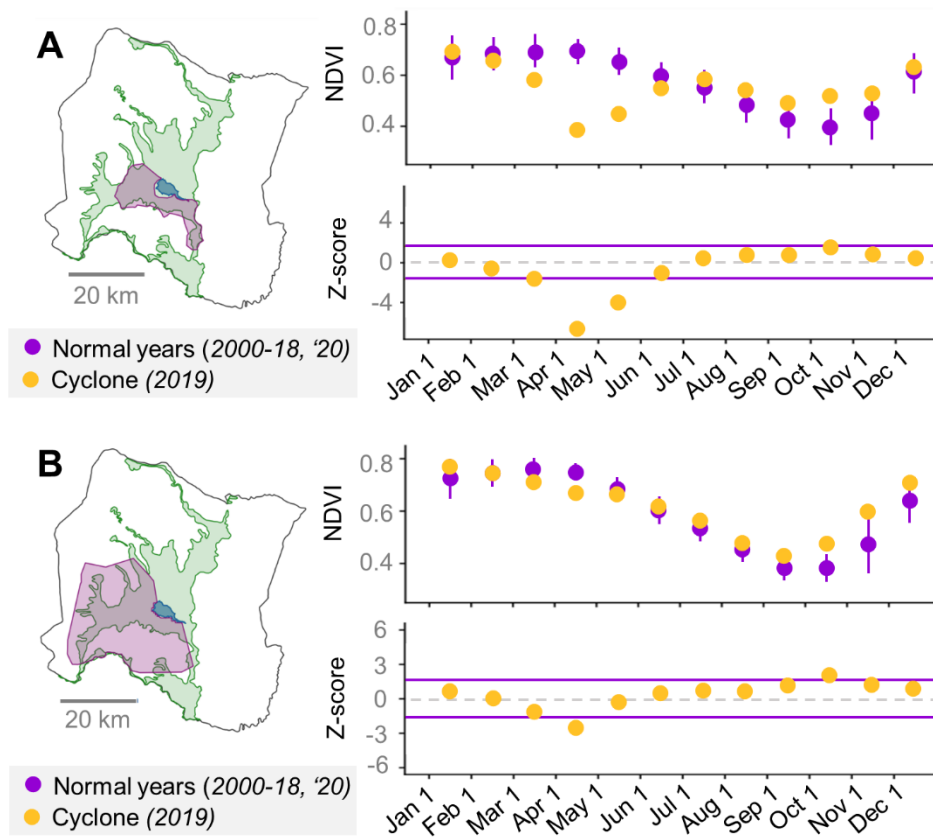 A
20 km
Normal years (2000-18, ‘20)
Cyclone (2019)
NDVI
0.8
0.6
0.4
Z-score
4
0
-4
Jan 1
Feb 1
Mar 1
Apr 1
May 1
Jun 1
Jul 1
Aug 1
Sep 1
Oct 1
Nov 1
Dec 1
B
20 km
Normal years (2000-18, ‘20)
Cyclone (2019)
NDVI
0.8
0.6
0.4
Z-score
6
3
0
-3
-6
Jan 1
Feb 1
Mar 1
Apr 1
May 1
Jun 1
Jul 1
Aug 1
Sep 1
Oct 1
Nov 1
Dec 1